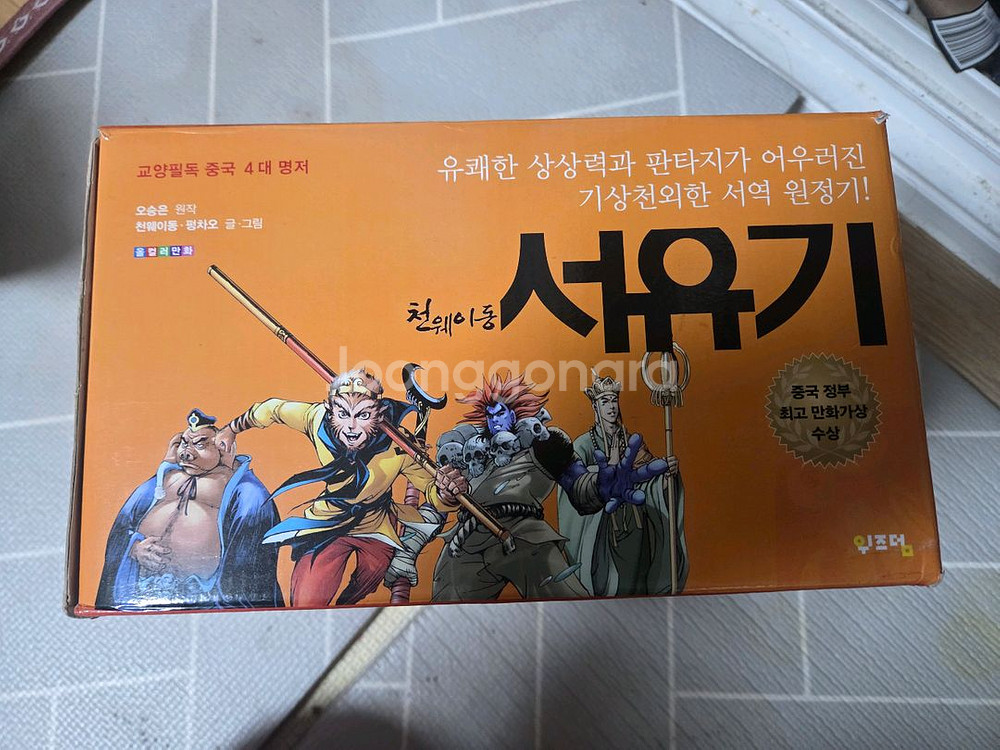 교양필독 중국 4대 명저
오승은 원작
천웨이동·펑차오 글·그림
올컬러만화
유쾌한 상상력과 판타지가 어우러진
기상천외한 서역 원정기!
천웨이동 서유기
중국 정부
최고 만화가상
수상
위즈덤
joonggonara